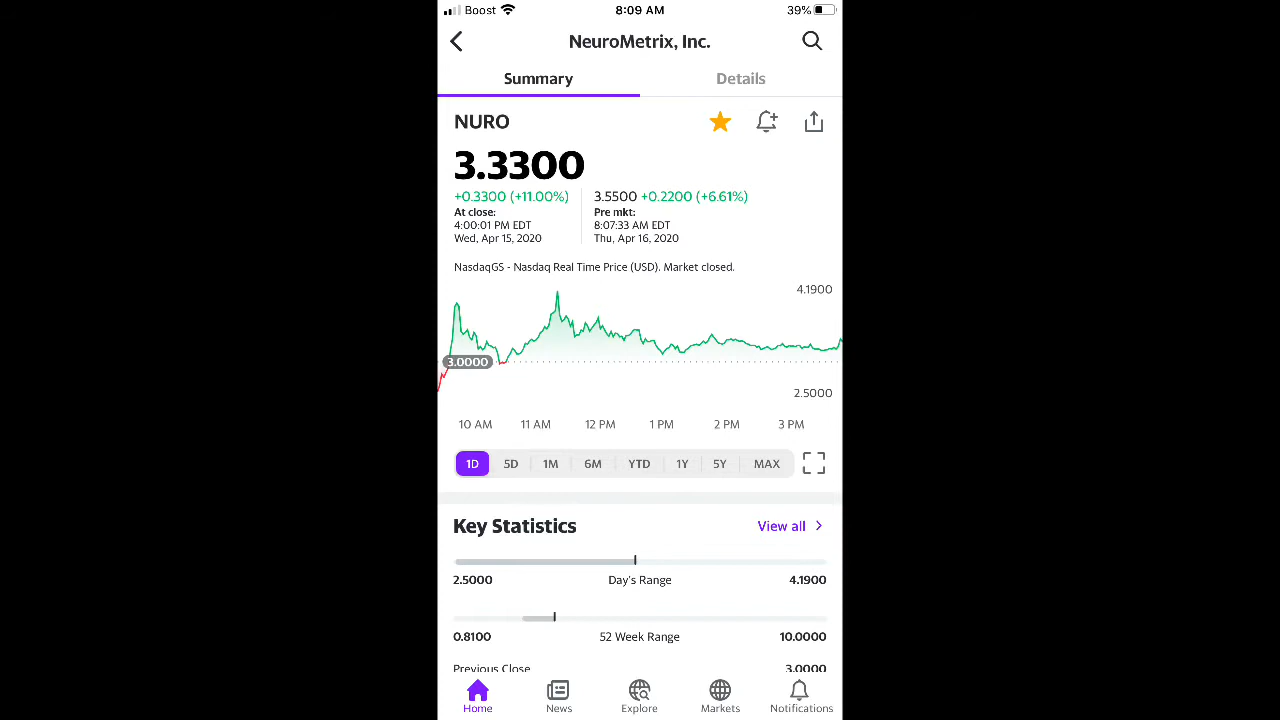 Boost 8:09 AM 39%
NeuroMetrix, Inc.
Summary Details
NURO
3.3300
+0.3300 (+11.00%) 3.5500 +0.2200 (+6.61%)
At close: Pre mkt:
4:00:01 PM EDT 8:07:33 AM EDT
Wed, Apr 15, 2020 Thu, Apr 16, 2020
NasdaqGS - Nasdaq Real Time Price (USD). Market closed.
4.1900
3.0000
2.5000
10 AM 11 AM 12 PM 1 PM 2 PM 3 PM
1D 5D 1M 6M YTD 1Y 5Y MAX
Key Statistics View all
2.5000 Day's Range 4.1900
0.8100 52 Week Range 10.0000
Previous Close 3.0000
Home News Explore Markets Notifications